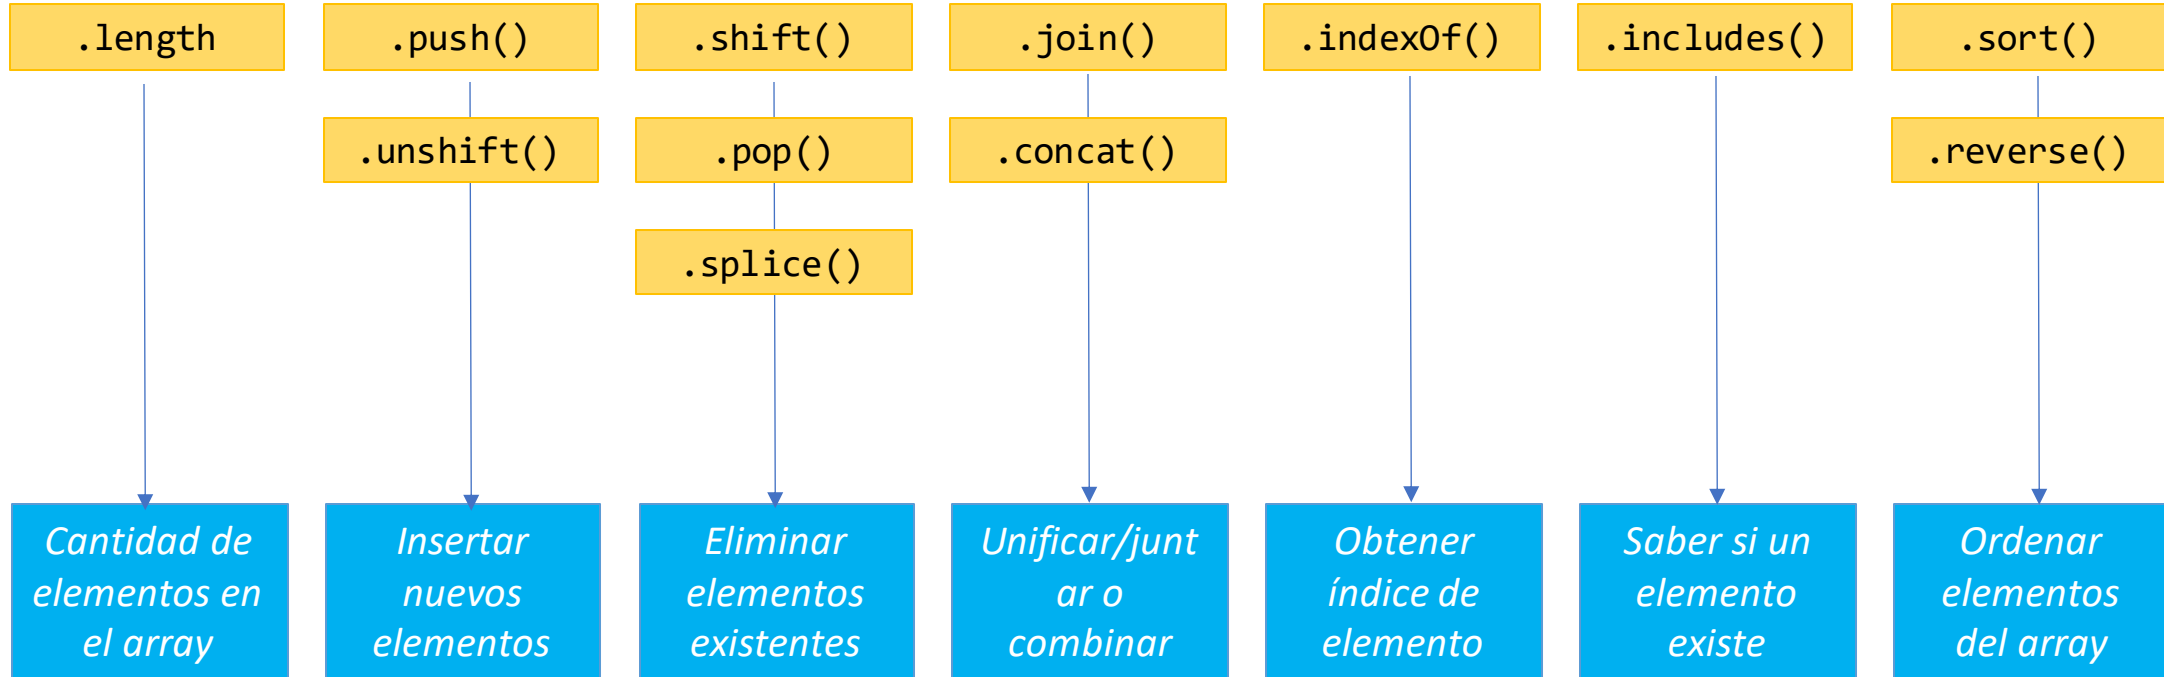 .length
.push()
.shift()
.join()
.indexOf()
.includes()
.sort()
.unshift()
.pop()
.concat()
.reverse()
.splice()
Cantidad de
elementos en
el array
Insertar
nuevos
elementos
Eliminar
elementos
existentes
Unificar/junt
ar o
combinar
Obtener
índice de
elemento
Saber si un
elemento
existe
Ordenar
elementos
del array